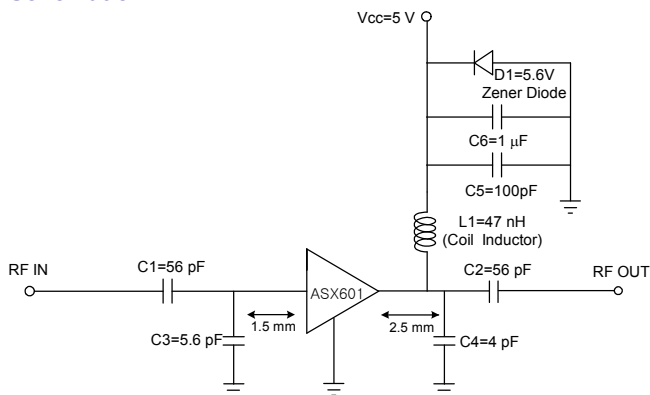 Vcc=5 V
D1=5.6V
Zener Diode
C6=1 μF
C5=100pF
L1=47 nH
(Coil Inductor)
RF IN
C1=56 pF
ASX601
C2=56 pF
RF OUT
1.5 mm
2.5 mm
C3=5.6 pF
C4=4 pF